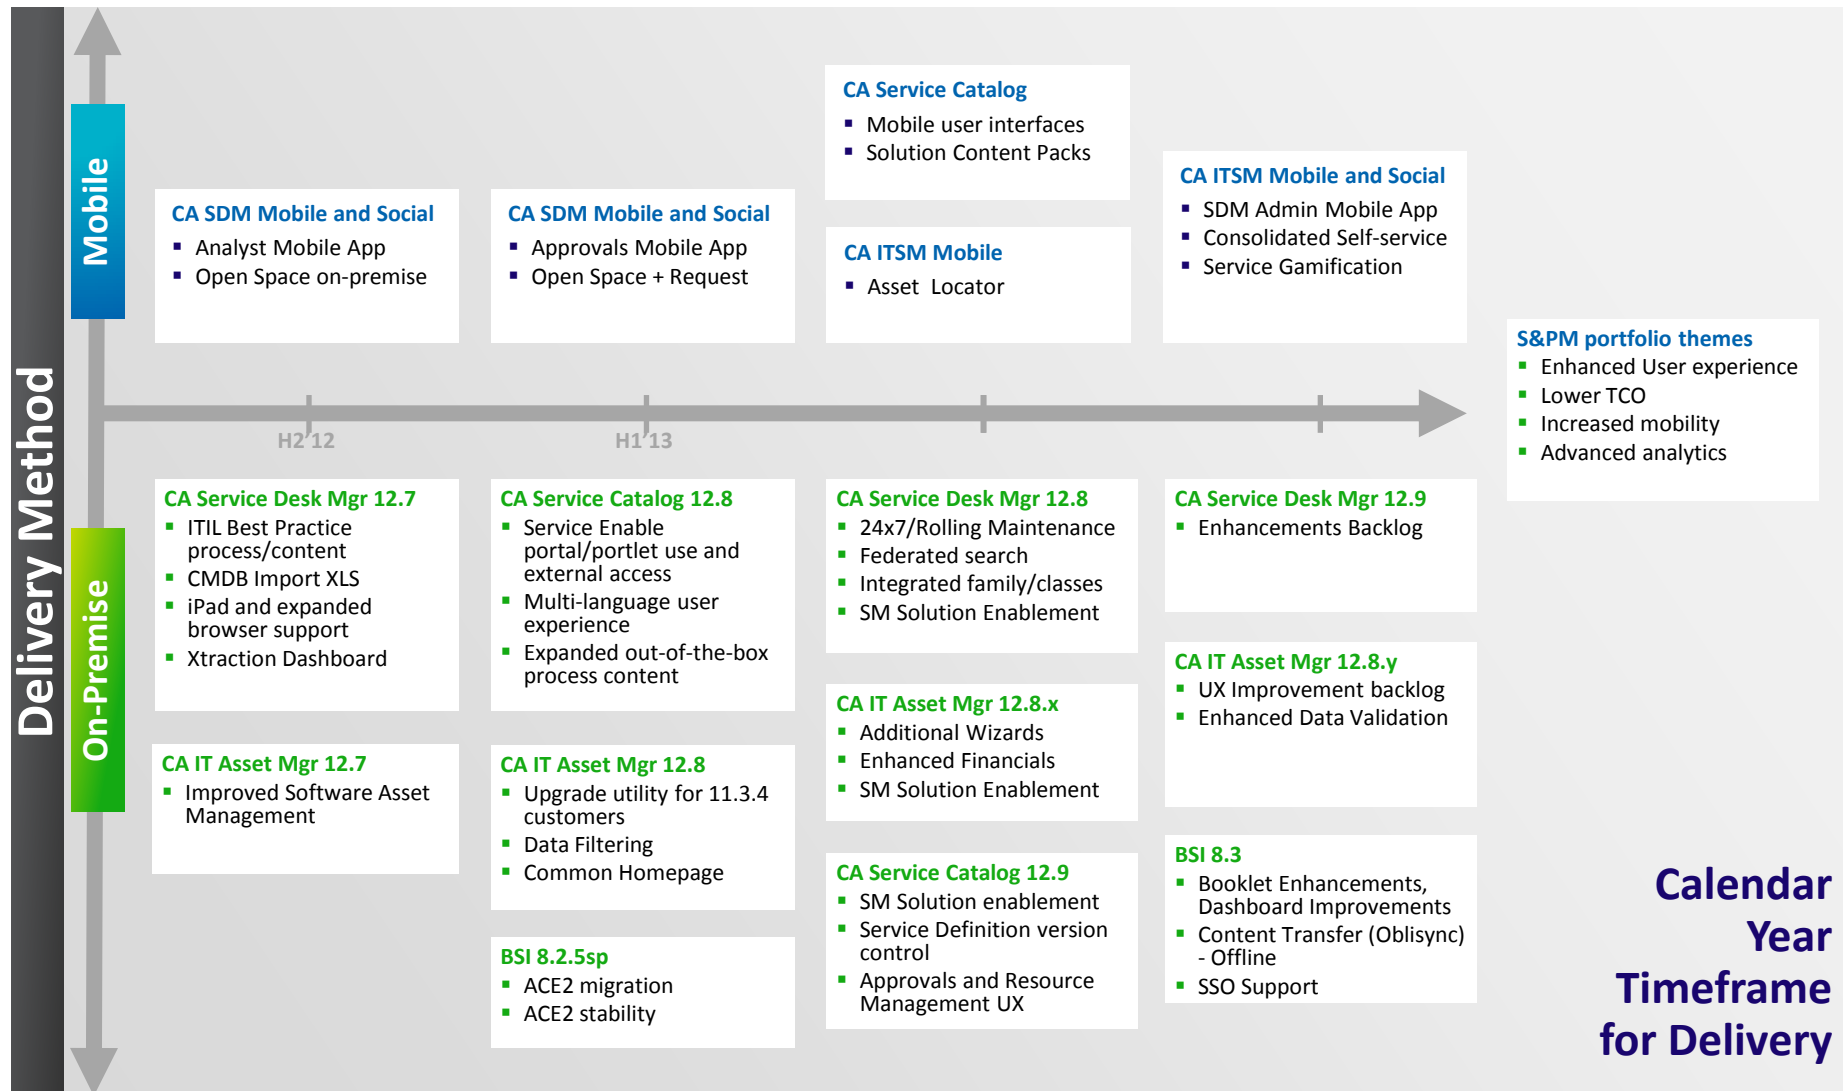 Delivery Method
Mobile
On-Premise
CA SDM Mobile and Social
Analyst Mobile App
Open Space on-premise
CA SDM Mobile and Social
Approvals Mobile App
Open Space + Request
CA Service Catalog
Mobile user interfaces
Solution Content Packs
CA ITSM Mobile
Asset Locator
CA ITSM Mobile and Social
SDM Admin Mobile App
Consolidated Self-service
Service Gamification
S&PM portfolio themes
Enhanced User experience
Lower TCO
Increased mobility
Advanced analytics
H2'12
H1'13
CA Service Desk Mgr 12.7
ITIL Best Practice
process/content
CMDB Import XLS
iPad and expanded
browser support
Xtraction Dashboard
CA IT Asset Mgr 12.7
Improved Software Asset
Management
CA Service Catalog 12.8
Service Enable
portal/portlet use and
external access
Multi-language user
experience
Expanded out-of-the-box
process content
CA IT Asset Mgr 12.8
Upgrade utility for 11.3.4
customers
Data Filtering
Common Homepage
BSI 8.2.5sp
ACE2 migration
ACE2 stability
CA Service Desk Mgr 12.8
24x7/Rolling Maintenance
Federated search
Integrated family/classes
SM Solution Enablement
CA IT Asset Mgr 12.8.x
Additional Wizards
Enhanced Financials
SM Solution Enablement
CA Service Catalog 12.9
SM Solution enablement
Service Definition version
control
Approvals and Resource
Management UX
CA Service Desk Mgr 12.9
Enhancements Backlog
CA IT Asset Mgr 12.8.y
UX Improvement backlog
Enhanced Data Validation
BSI 8.3
Booklet Enhancements,
Dashboard Improvements
Content Transfer (Oblisync)
- Offline
SSO Support
Calendar
Year
Timeframe
for Delivery